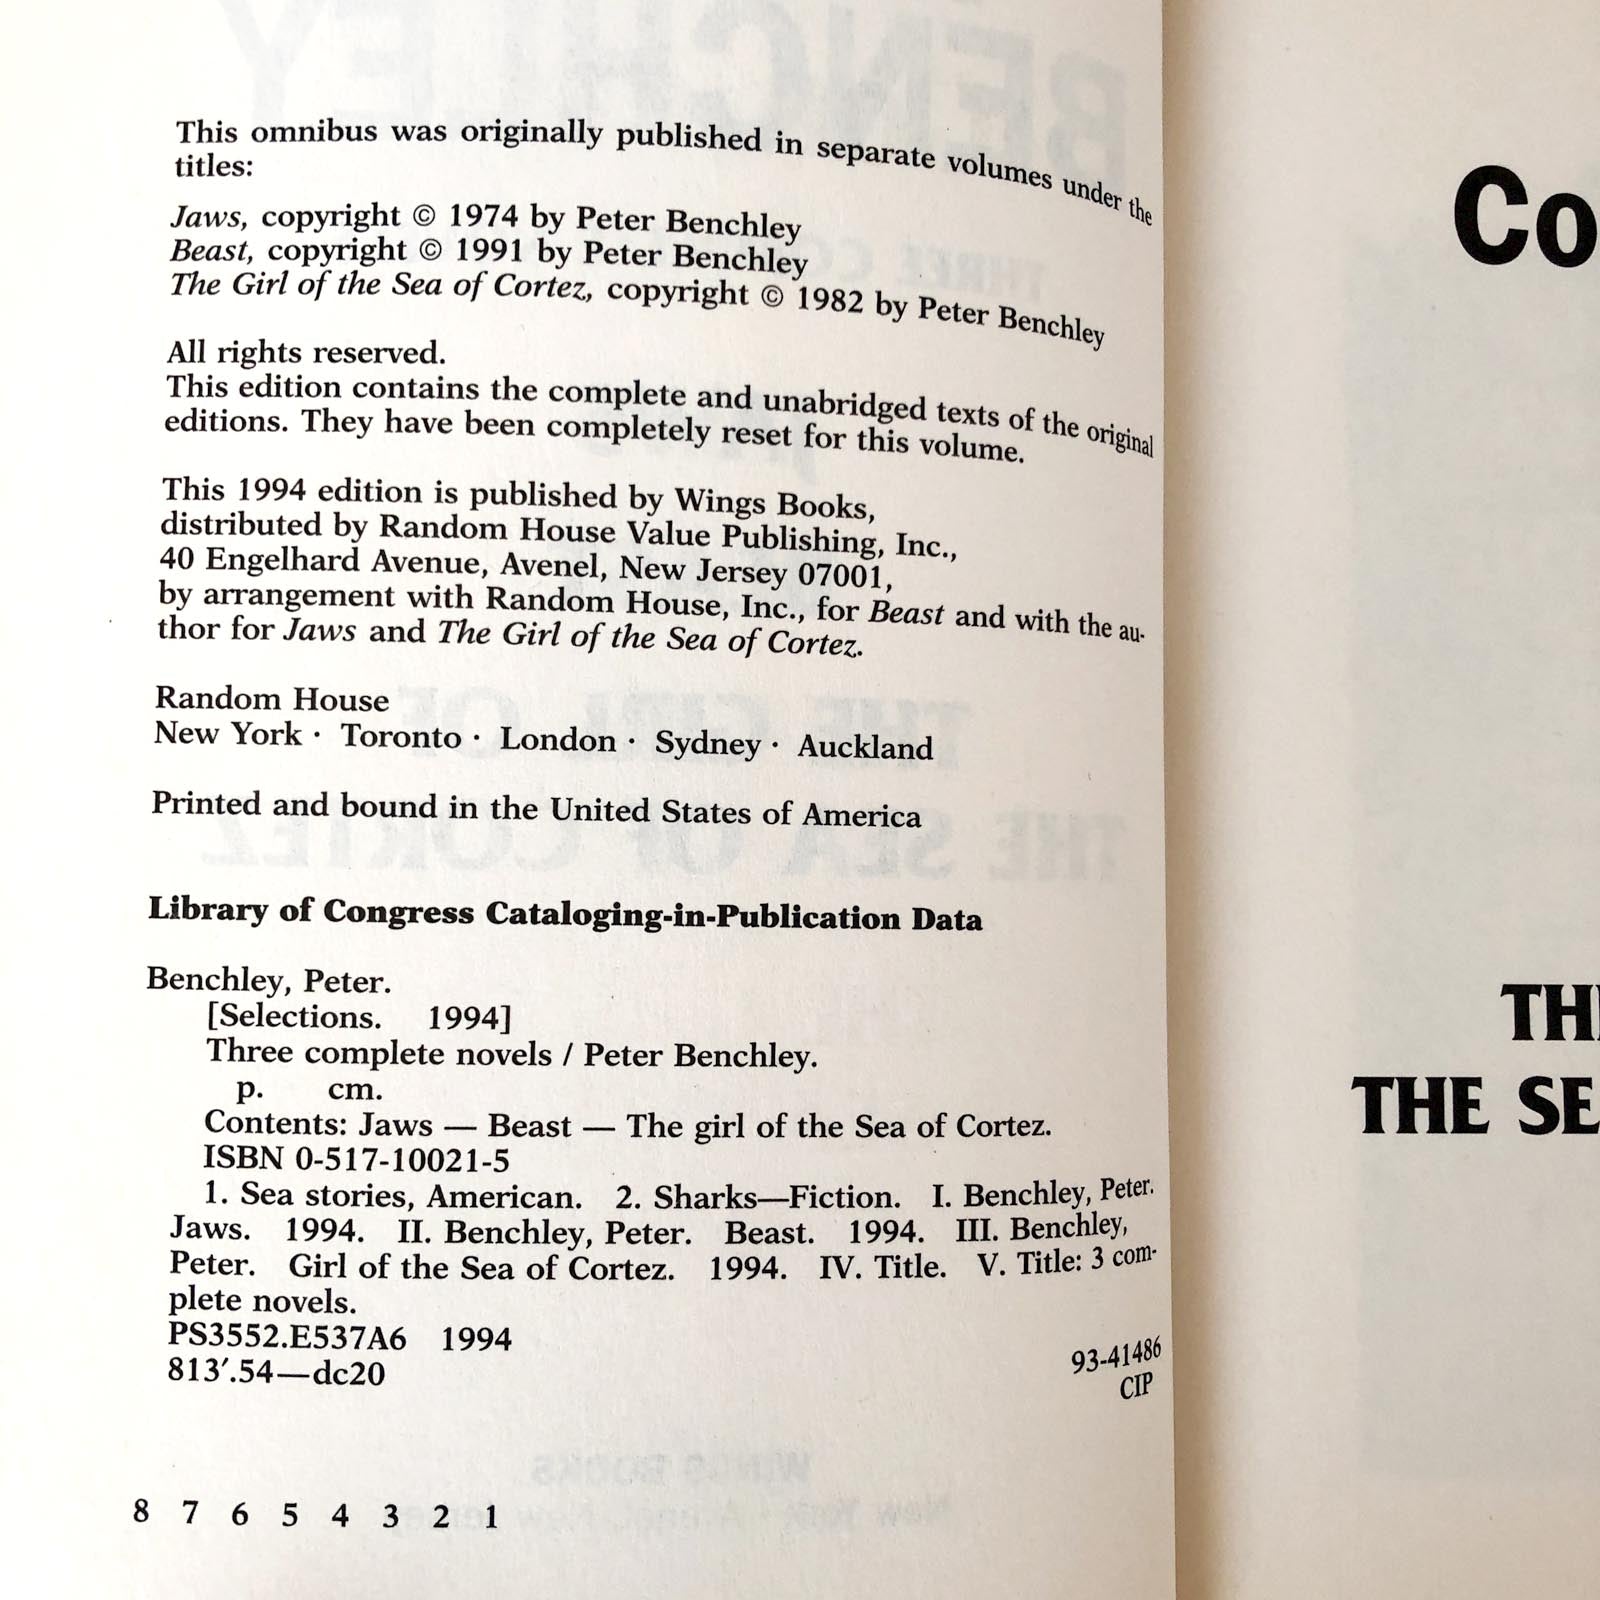 This omnibus was originally published in separate volumes under the
titles:
Jaws, copyright © 1974 by Peter Benchley
Beast, copyright © 1991 by Peter Benchley
The Girl of the Sea of Cortez, copyright © 1982 by Peter Benchley
All rights reserved.
This edition contains the complete and unabridged texts of the original
editions. They have been completely reset for this volume.
This 1994 edition is published by Wings Books,
distributed by Random House Value Publishing, Inc.,
40 Engelhard Avenue, Avenel, New Jersey 07001,
by arrangement with Random House, Inc., for Beast and with the au-
thor for Jaws and The Girl of the Sea of Cortez.
Random House
New York · Toronto · London · Sydney · Auckland
Printed and bound in the United States of America
Library of Congress Cataloging-in-Publication Data
Benchley, Peter.
[Selections. 1994]
Three complete novels / Peter Benchley.
p. cm.
Contents: Jaws — Beast — The girl of the Sea of Cortez.
ISBN 0-517-10021-5
1. Sea stories, American. 2. Sharks—Fiction. I. Benchley, Peter.
Jaws. 1994. II. Benchley, Peter. Beast. 1994. III. Benchley,
Peter. Girl of the Sea of Cortez. 1994. IV. Title. V. Title: 3 com-
plete novels.
PS3552.E537A6 1994
813'.54—dc20
93-41486
CIP
8 7 6 5 4 3 2 1
Co
TH
THE SE